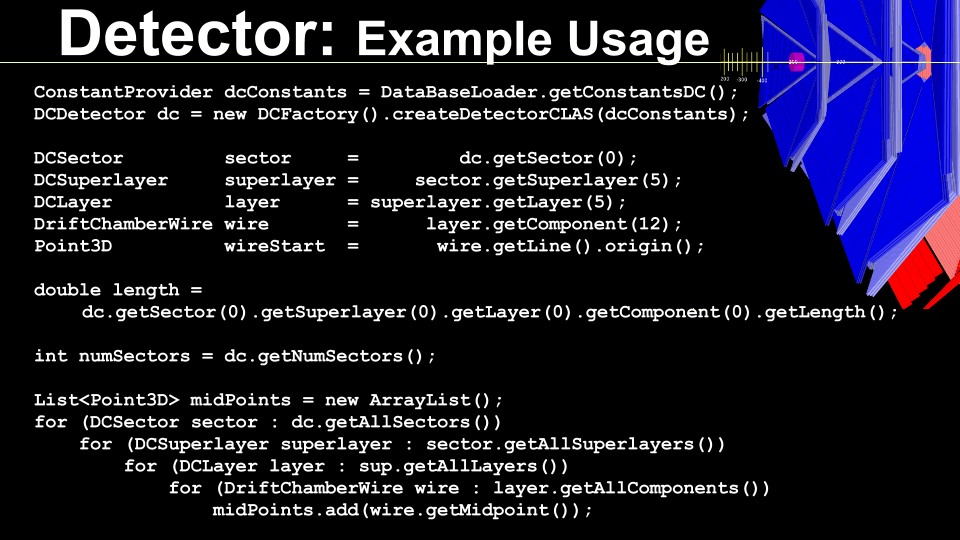 Detector: Example Usage
200 -300 -400
-200 -300
ConstantProvider dcConstants = DataBaseLoader.getConstantsDC();
DCDetector dc = new DCFactory().createDetectorCLAS(dcConstants);
DCSector sector = dc.getSector(0);
DCSuperlayer superlayer = sector.getSuperlayer(5);
DCLayer layer = superlayer.getLayer(5);
DriftChamberWire wire = layer.getComponent(12);
Point3D wireStart = wire.getLine().origin();
double length =
dc.getSector(0).getSuperlayer(0).getLayer(0).getComponent(0).getLength();
int numSectors = dc.getNumSectors();
List<Point3D> midPoints = new ArrayList();
for (DCSector sector : dc.getAllSectors())
for (DCSuperlayer superlayer : sector.getAllSuperlayers())
for (DCLayer layer : sup.getAllLayers())
for (DriftChamberWire wire : layer.getAllComponents())
midPoints.add(wire.getMidpoint());